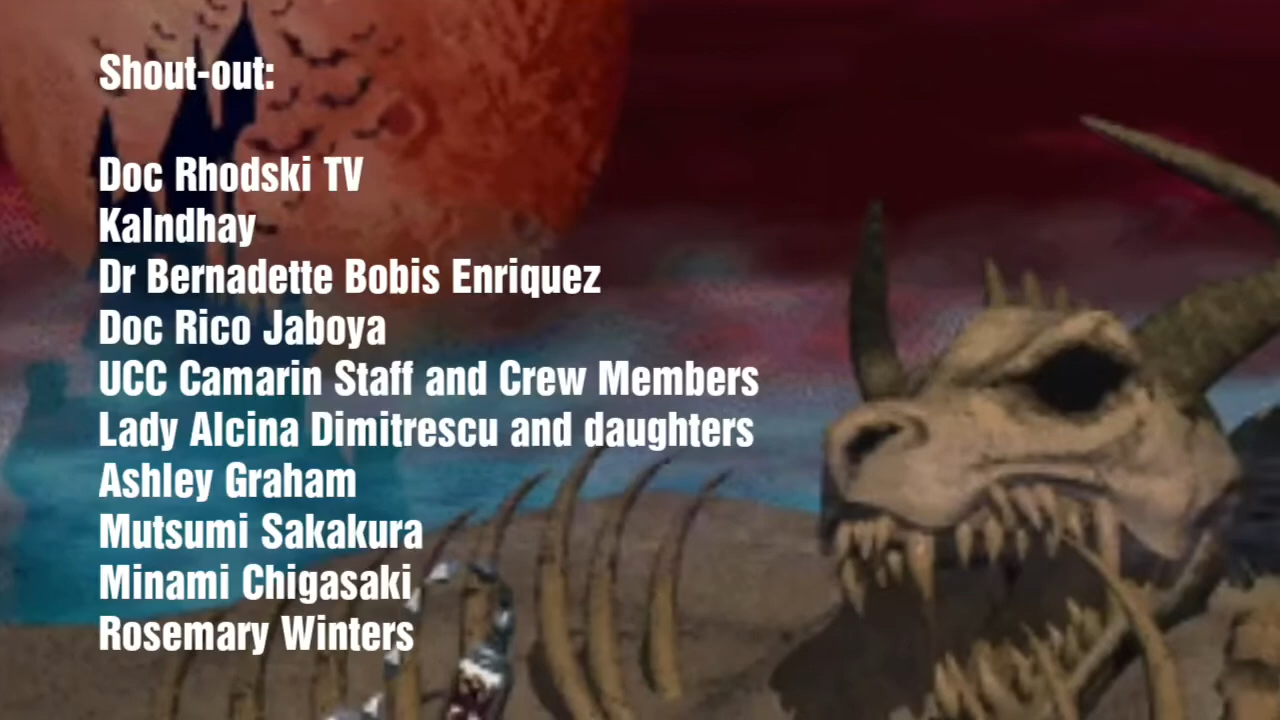 Shout-out:
Doc Rhodski TV
Kalndhay
Dr Bernadette Bobis Enriquez
Doc Rico Jaboya
UCC Camarin Staff and Crew Members
Lady Alcina Dimitrescu and daughters
Ashley Graham
Mutsumi Sakakura
Minami Chigasaki
Rosemary Winters